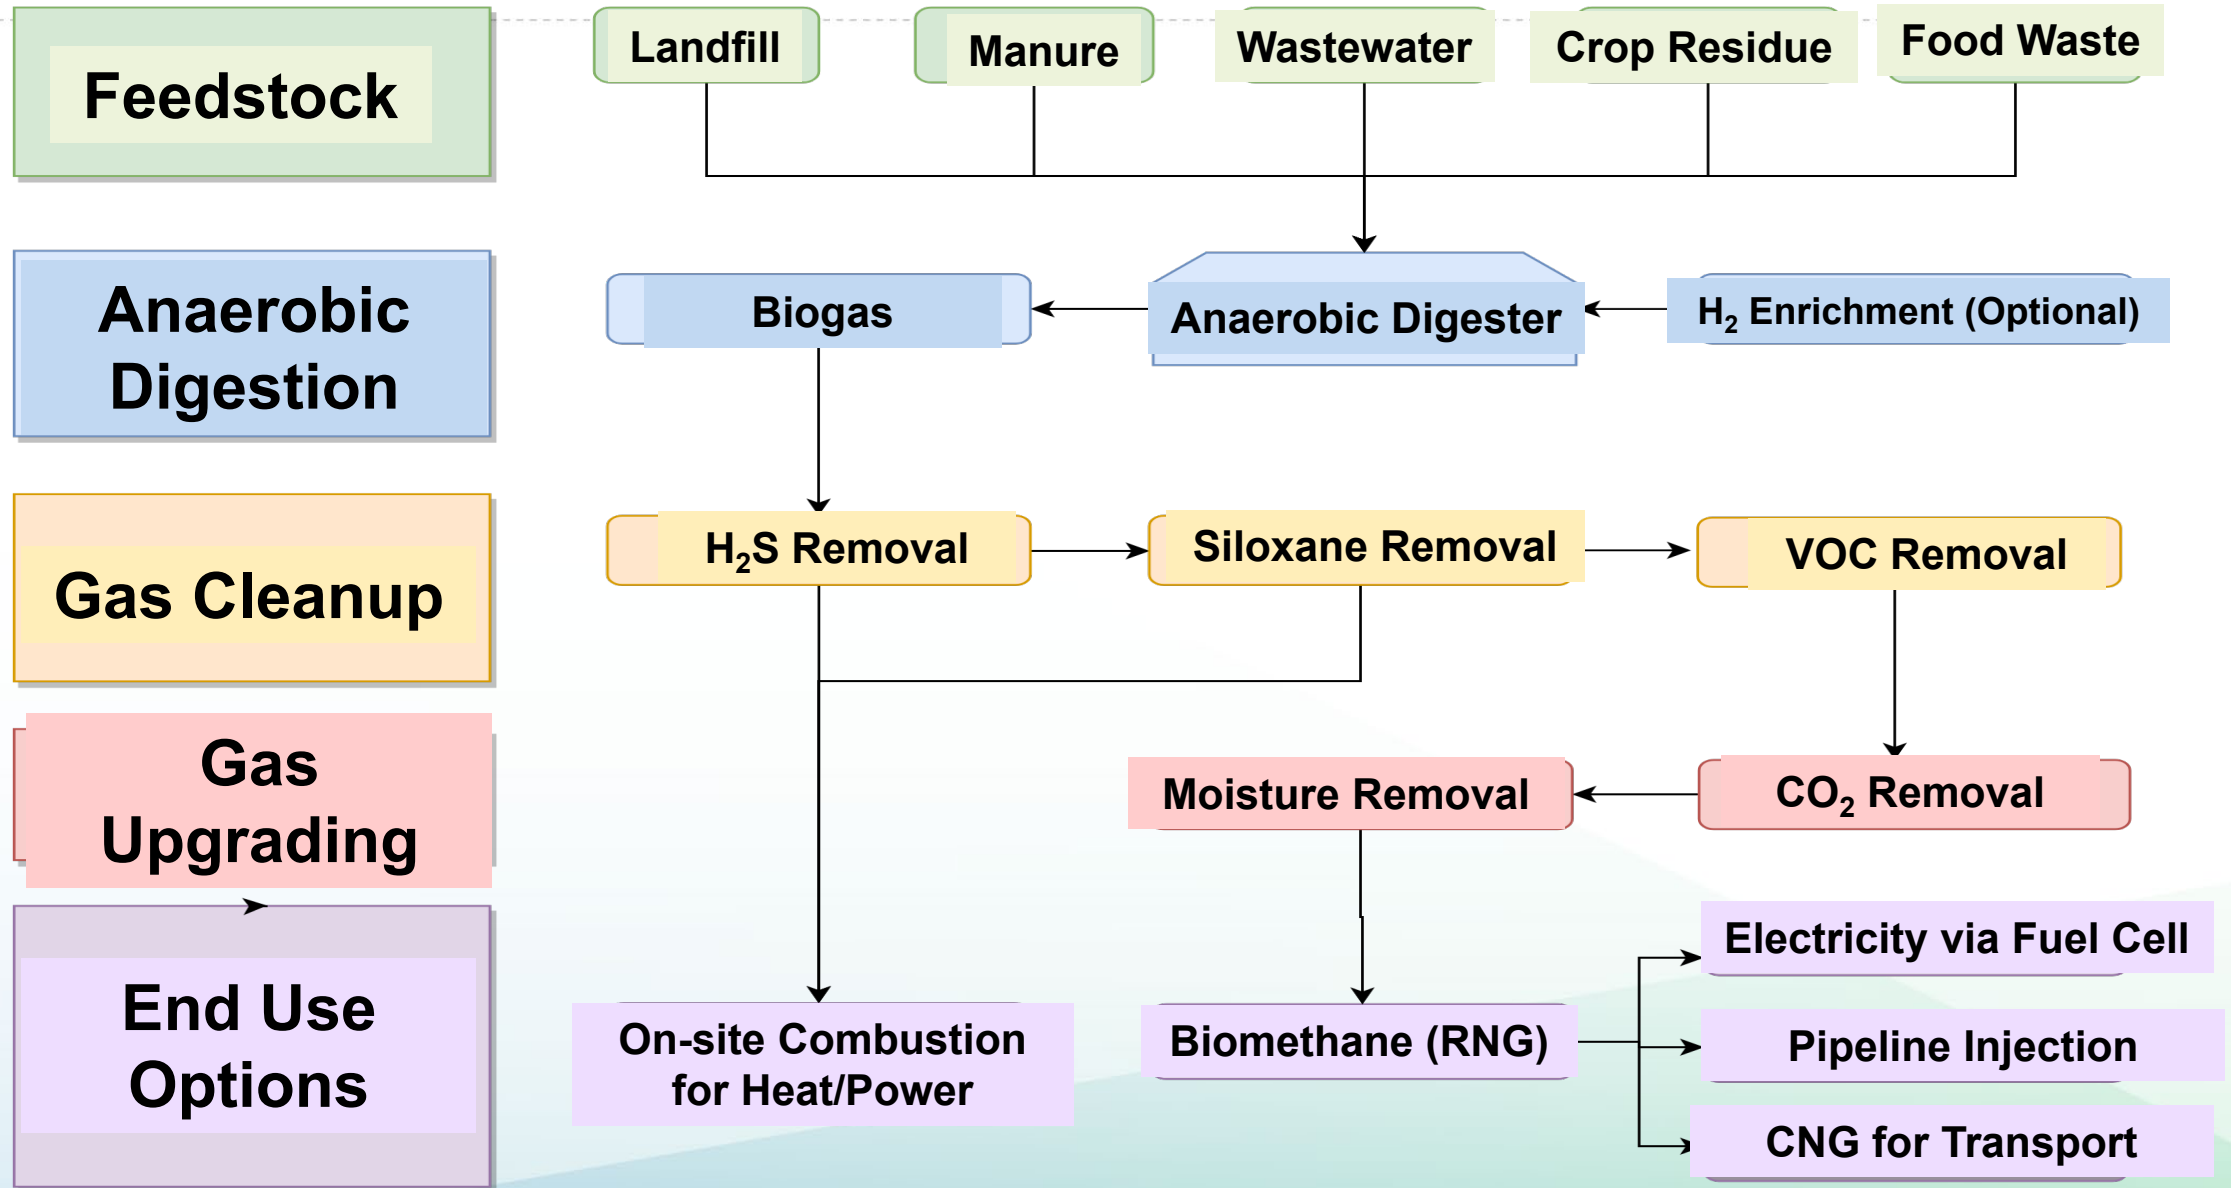 Feedstock
Landfill
Manure
Wastewater
Crop Residue
Food Waste
Anaerobic
Digestion
Biogas
Anaerobic Digester
H₂ Enrichment (Optional)
Gas Cleanup
H₂S Removal
Siloxane Removal
VOC Removal
Gas
Upgrading
Moisture Removal
CO₂ Removal
End Use
Options
On-site Combustion
for Heat/Power
Biomethane (RNG)
Electricity via Fuel Cell
Pipeline Injection
CNG for Transport